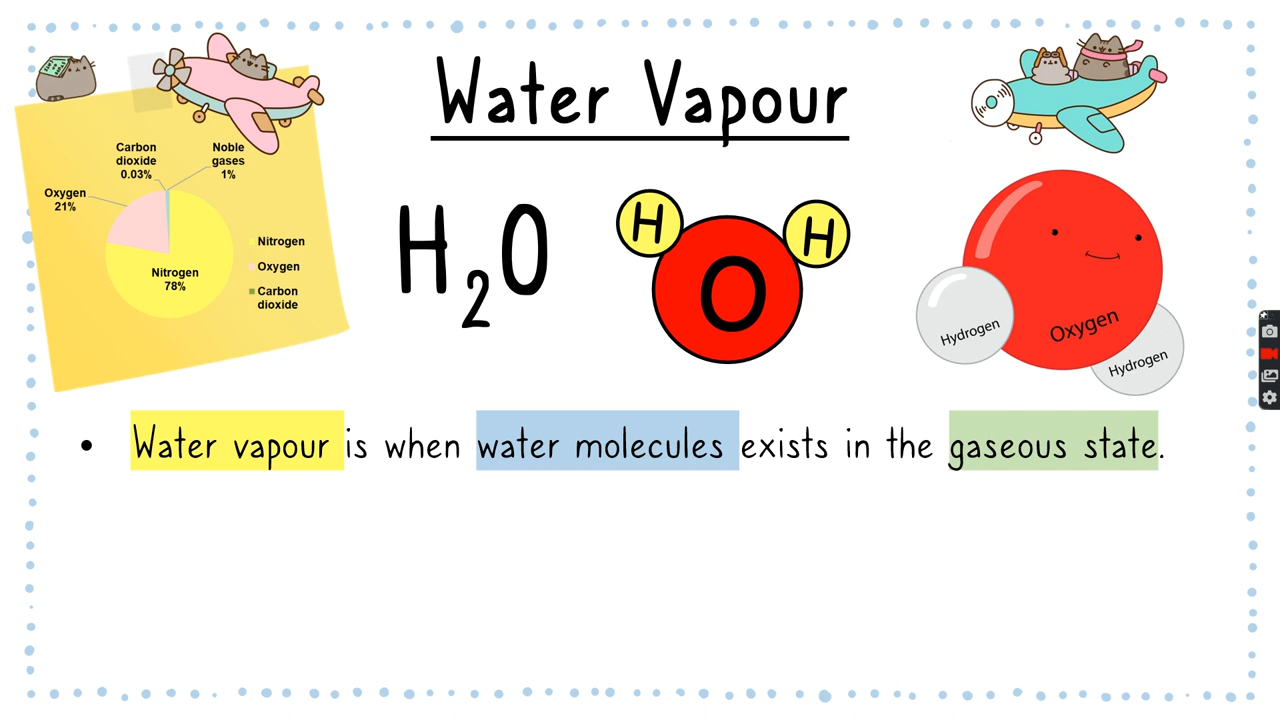 Water Vapour
Carbon
dioxide
0.03%
Noble
gases
1%
Oxygen
21%
Nitrogen
78%
Nitrogen
Oxygen
Carbon
dioxide
H₂O
H
H
O
Hydrogen
Oxygen
Hydrogen
• Water vapour is when water molecules exists in the gaseous state.